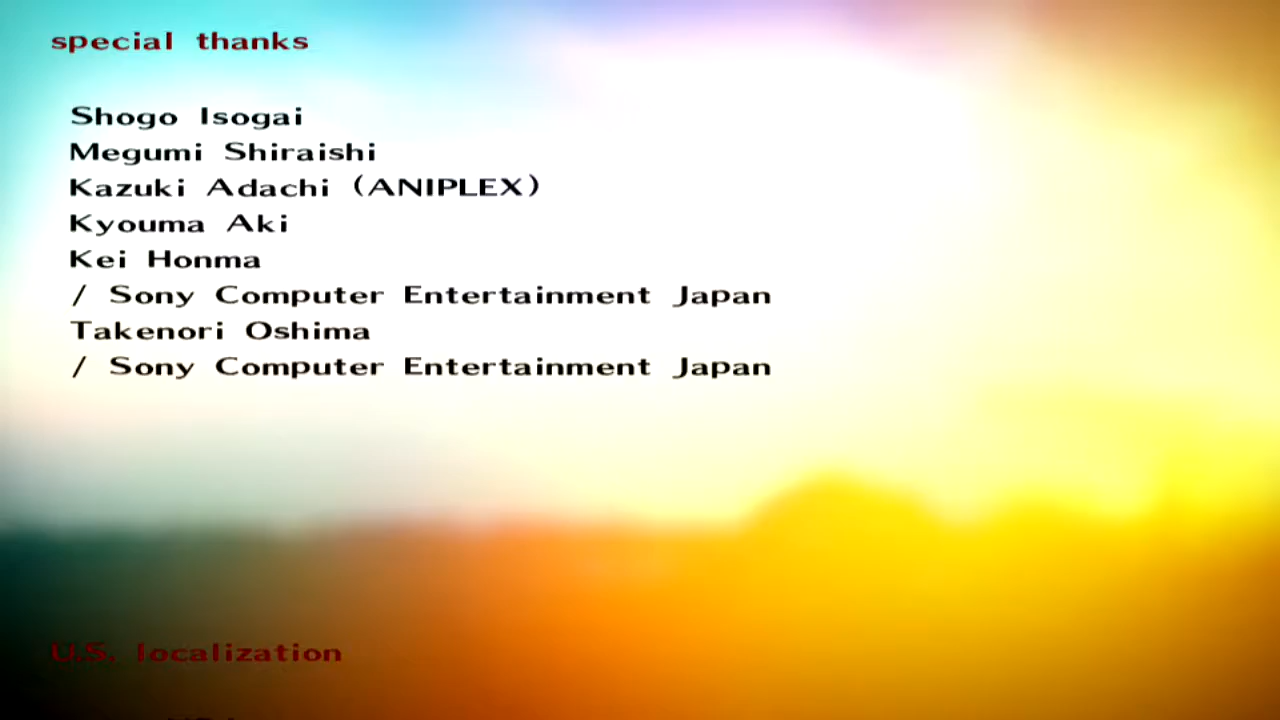 special thanks
Shogo Isogai
Megumi Shiraishi
Kazuki Adachi (ANIPLEX)
Kyouma Aki
Kei Honma
/ Sony Computer Entertainment Japan
Takenori Oshima
/ Sony Computer Entertainment Japan
U.S. localization